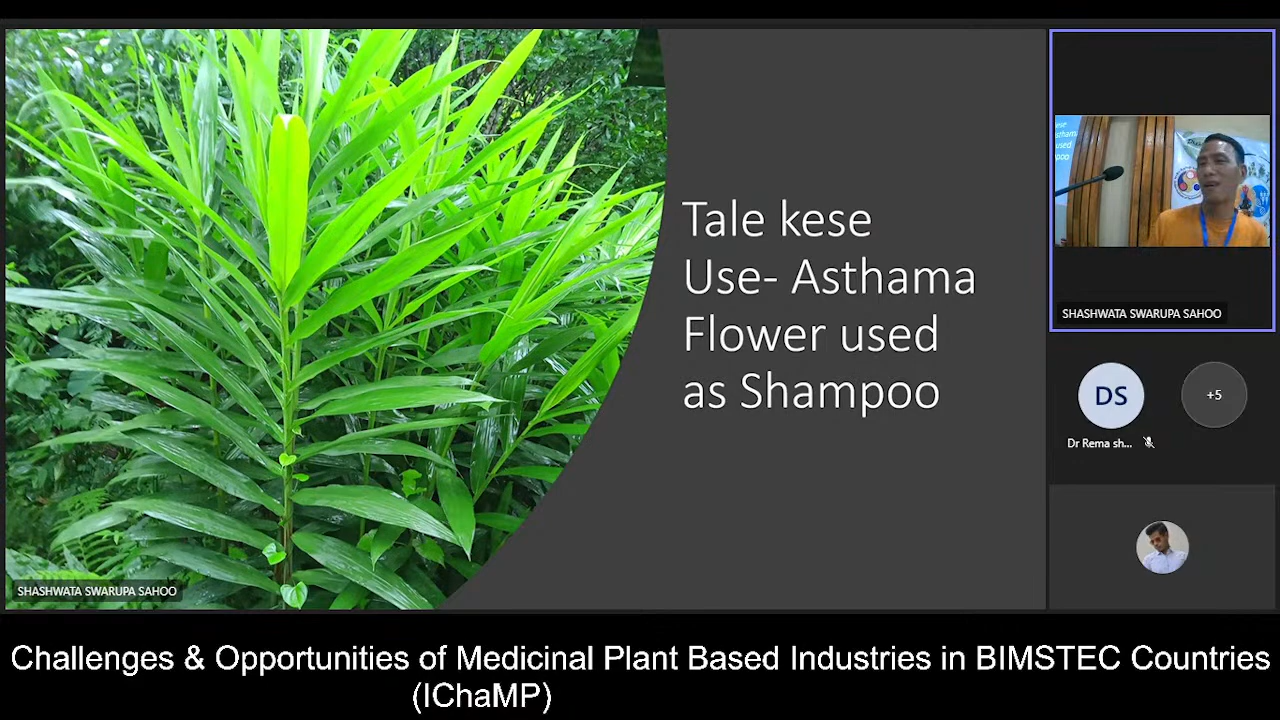 Tale kese
Use- Asthama
Flower used
as Shampoo
SHASHWATA SWARUPA SAHOO
SHASHWATA SWARUPA SAHOO
DS
+5
Dr Rema sh...
Challenges & Opportunities of Medicinal Plant Based Industries in BIMSTEC Countries
(IChaMP)